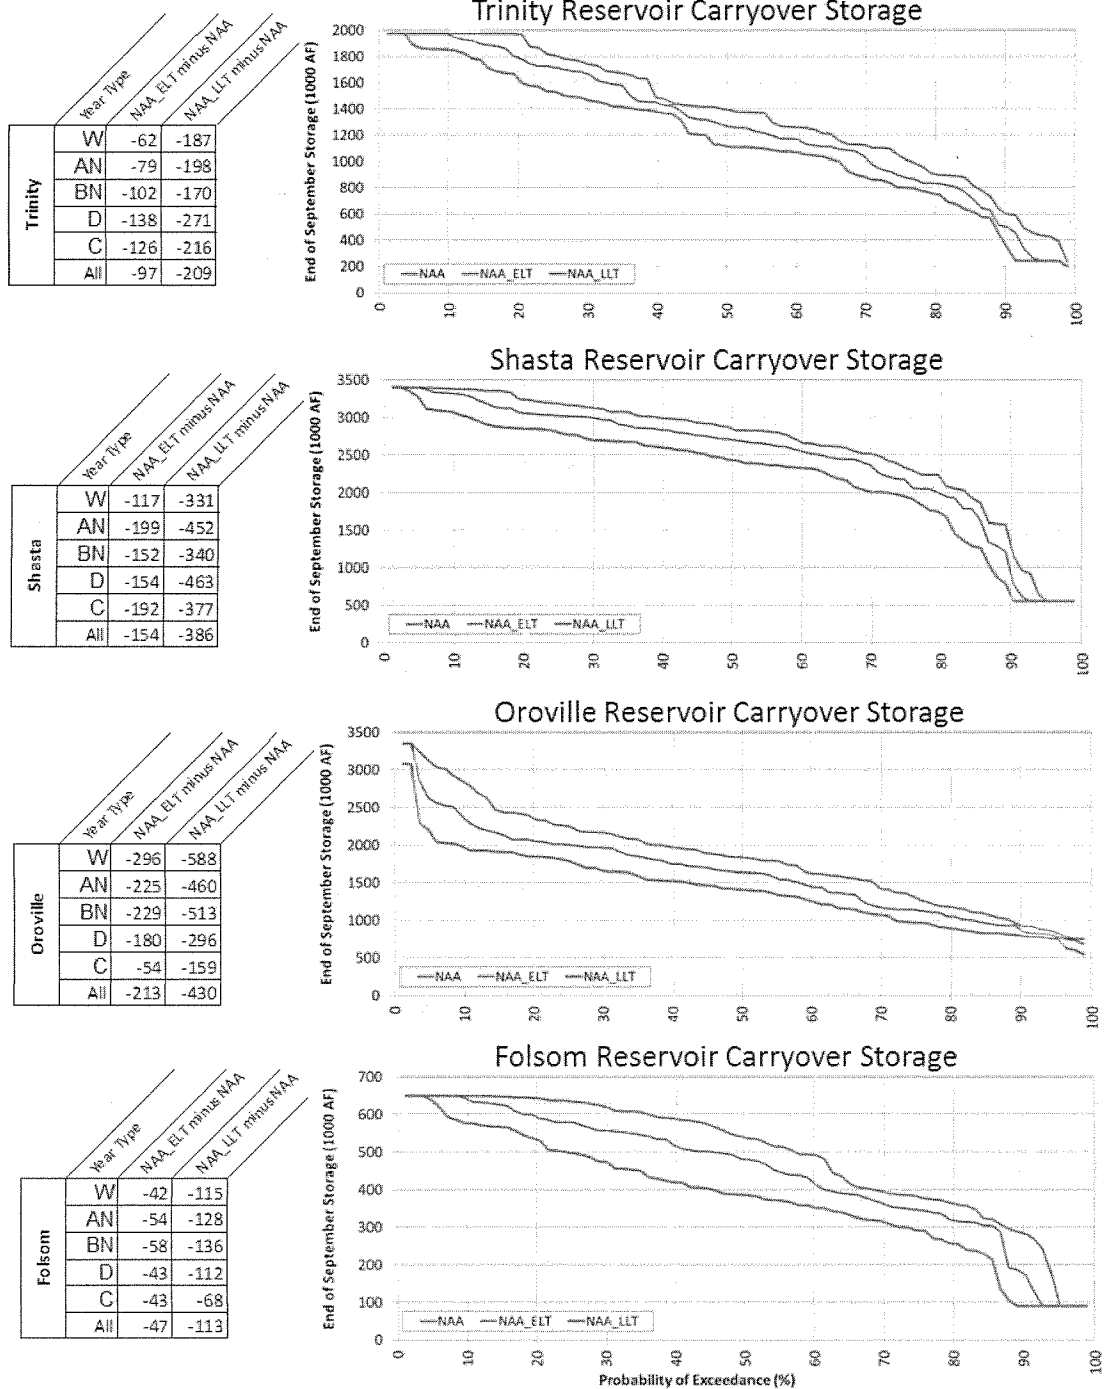 Trinity Reservoir Carryover Storage
Year Type
NAA_ELT minus NAA
NAA_LLT minus NAA
Trinity
W -62 -187
AN -79 -198
BN -102 -170
D -138 -271
C -126 -216
All -97 -209
End of September Storage (1000 AF)
2000
1800
1600
1400
1200
1000
800
600
400
200
0
NAA NAA_ELT NAA_LLT
0 10 20 30 40 50 60 70 80 90 100
Shasta Reservoir Carryover Storage
Year Type
NAA_ELT minus NAA
NAA_LLT minus NAA
Shasta
W -117 -331
AN -199 -452
BN -152 -340
D -154 -463
C -192 -377
All -154 -386
End of September Storage (1000 AF)
3500
3000
2500
2000
1500
1000
500
0
NAA NAA_ELT NAA_LLT
0 10 20 30 40 50 60 70 80 90 100
Oroville Reservoir Carryover Storage
Year Type
NAA_ELT minus NAA
NAA_LLT minus NAA
Oroville
W -296 -588
AN -225 -460
BN -229 -513
D -180 -296
C -54 -159
All -213 -430
End of September Storage (1000 AF)
3500
3000
2500
2000
1500
1000
500
0
NAA NAA_ELT NAA_LLT
0 10 20 30 40 50 60 70 80 90 100
Folsom Reservoir Carryover Storage
Year Type
NAA_ELT minus NAA
NAA_LLT minus NAA
Folsom
W -42 -115
AN -54 -128
BN -58 -136
D -43 -112
C -43 -68
All -47 -113
End of September Storage (1000 AF)
700
600
500
400
300
200
100
0
NAA NAA_ELT NAA_LLT
0 10 20 30 40 50 60 70 80 90 100
Probability of Exceedance (%)